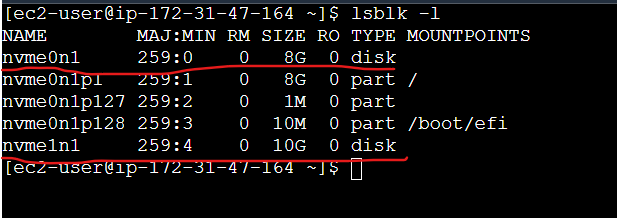 [ec2-user@ip-172-31-47-164 ~]$ lsblk -l
NAME MAJ:MIN RM SIZE RO TYPE MOUNTPOINTS
nvme0n1 259:0 0 8G 0 disk
nvme0n1p1 259:1 0 8G 0 part /
nvme0n1p127 259:2 0 1M 0 part
nvme0n1p128 259:3 0 10M 0 part /boot/efi
nvme1n1 259:4 0 10G 0 disk
[ec2-user@ip-172-31-47-164 ~]$